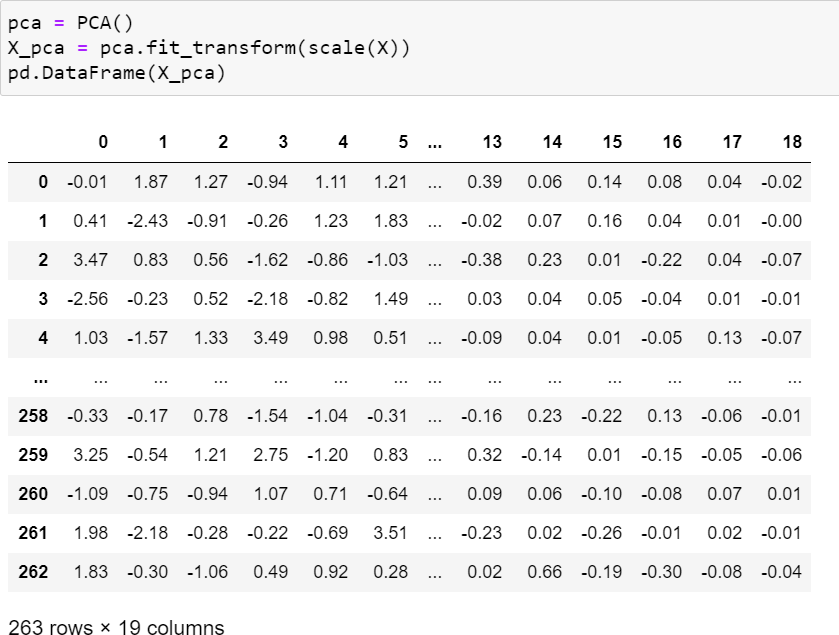 pca = PCA()
X_pca = pca.fit_transform(scale(X))
pd.DataFrame(X_pca)
0 1 2 3 4 5 ... 13 14 15 16 17 18
0 -0.01 1.87 1.27 -0.94 1.11 1.21 ... 0.39 0.06 0.14 0.08 0.04 -0.02
1 0.41 -2.43 -0.91 -0.26 1.23 1.83 ... -0.02 0.07 0.16 0.04 0.01 -0.00
2 3.47 0.83 0.56 -1.62 -0.86 -1.03 ... -0.38 0.23 0.01 -0.22 0.04 -0.07
3 -2.56 -0.23 0.52 -2.18 -0.82 1.49 ... 0.03 0.04 0.05 -0.04 0.01 -0.01
4 1.03 -1.57 1.33 3.49 0.98 0.51 ... -0.09 0.04 0.01 -0.05 0.13 -0.07
... ... ... ... ... ... ... ... ... ... ... ... ... ...
258 -0.33 -0.17 0.78 -1.54 -1.04 -0.31 ... -0.16 0.23 -0.22 0.13 -0.06 -0.01
259 3.25 -0.54 1.21 2.75 -1.20 0.83 ... 0.32 -0.14 0.01 -0.15 -0.05 -0.06
260 -1.09 -0.75 -0.94 1.07 0.71 -0.64 ... 0.09 0.06 -0.10 -0.08 0.07 0.01
261 1.98 -2.18 -0.28 -0.22 -0.69 3.51 ... -0.23 0.02 -0.26 -0.01 0.02 -0.01
262 1.83 -0.30 -1.06 0.49 0.92 0.28 ... 0.02 0.66 -0.19 -0.30 -0.08 -0.04
263 rows × 19 columns